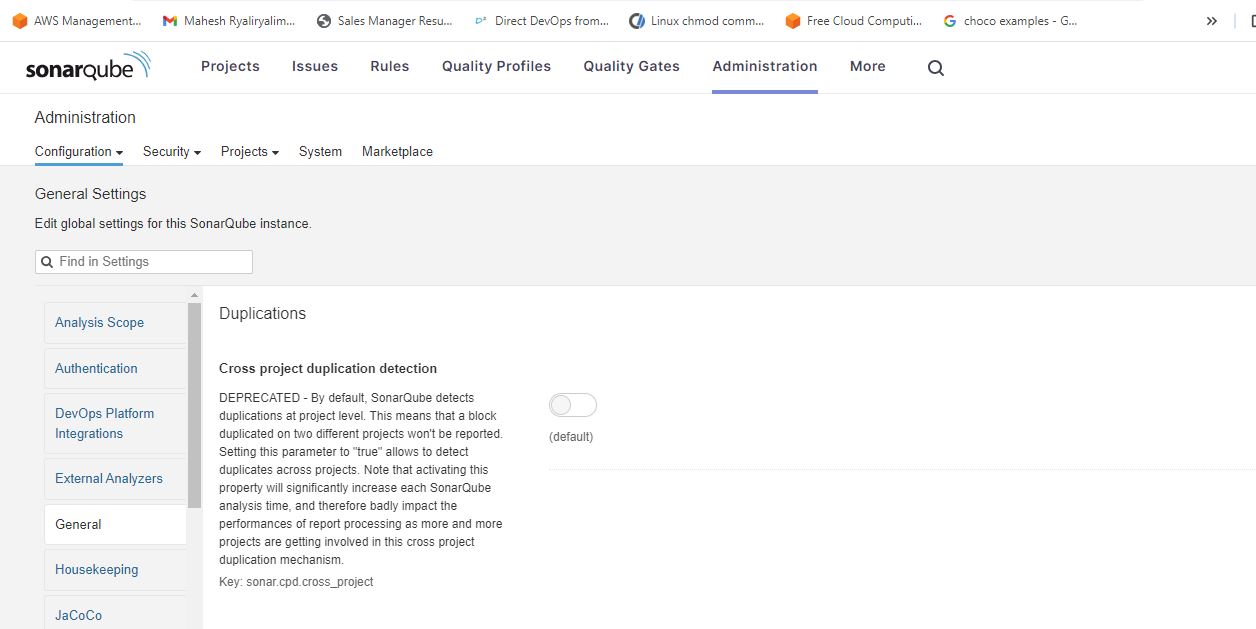 AWS Management... Mahesh Ryaliryalim... Sales Manager Resu... Direct DevOps from... Linux chmod comm... Free Cloud Computi... choco examples - G... »
sonarqube Projects Issues Rules Quality Profiles Quality Gates Administration More
Administration
Configuration Security Projects System Marketplace
General Settings
Edit global settings for this SonarQube instance.
Find in Settings
Analysis Scope
Authentication
DevOps Platform
Integrations
External Analyzers
General
Housekeeping
JaCoCo
Duplications
Cross project duplication detection
DEPRECATED - By default, SonarQube detects
duplications at project level. This means that a block
duplicated on two different projects won't be reported.
Setting this parameter to "true" allows to detect
duplicates across projects. Note that activating this
property will significantly increase each SonarQube
analysis time, and therefore badly impact the
performances of report processing as more and more
projects are getting involved in this cross project
duplication mechanism.
Key: sonar.cpd.cross_project
(default)